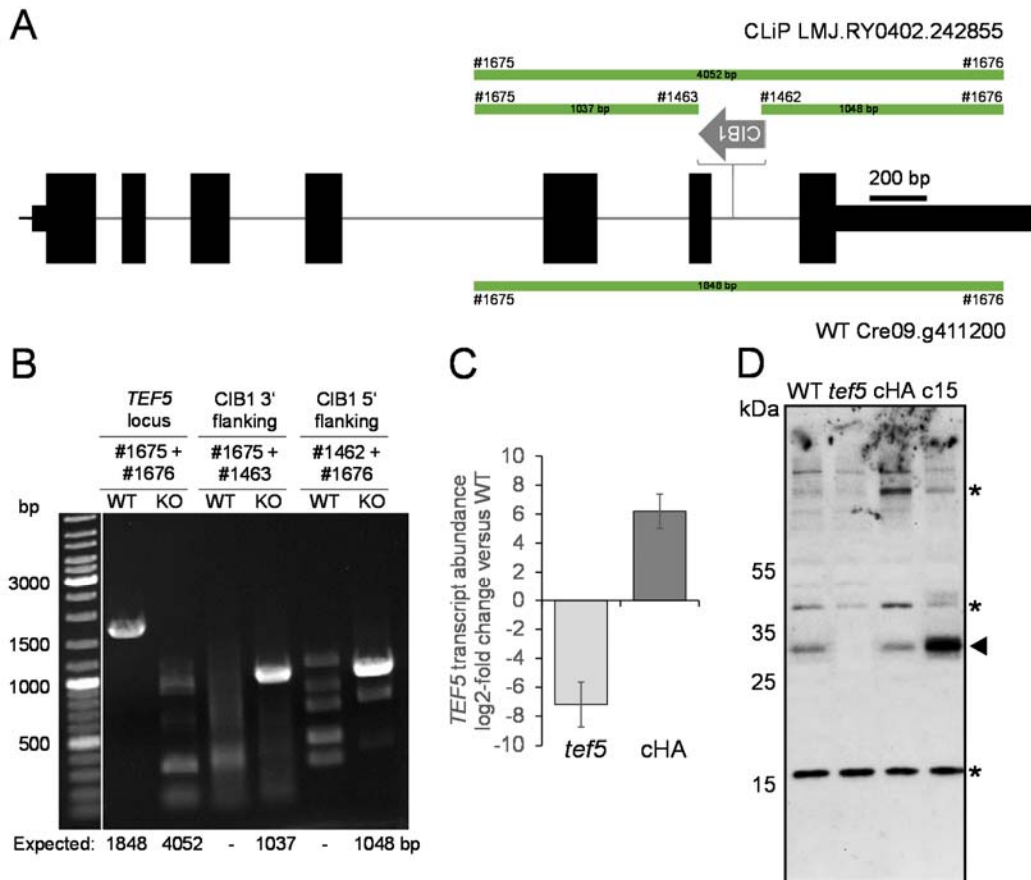 A
CLiP LMJ.RY0402.242855
#1675 #1676
4052 bp
#1675 #1463 #1462 #1676
1037 bp 1048 bp
CIB1
200 bp
1848 bp
#1675 #1676
WT Cre09.g411200
B
TEF5 locus
CIB1 3' flanking
CIB1 5' flanking
#1675 + #1676
#1675 + #1463
#1462 + #1676
WT KO WT KO WT KO
bp
3000
1500
1000
500
Expected: 1848 4052 - 1037 - 1048 bp
C
TEF5 transcript abundance
log2-fold change versus WT
10
8
6
4
2
0
-2
-4
-6
-8
-10
tef5 cHA
D
WT tef5 cHA c15
kDa
*
55
*
35
25
15
*